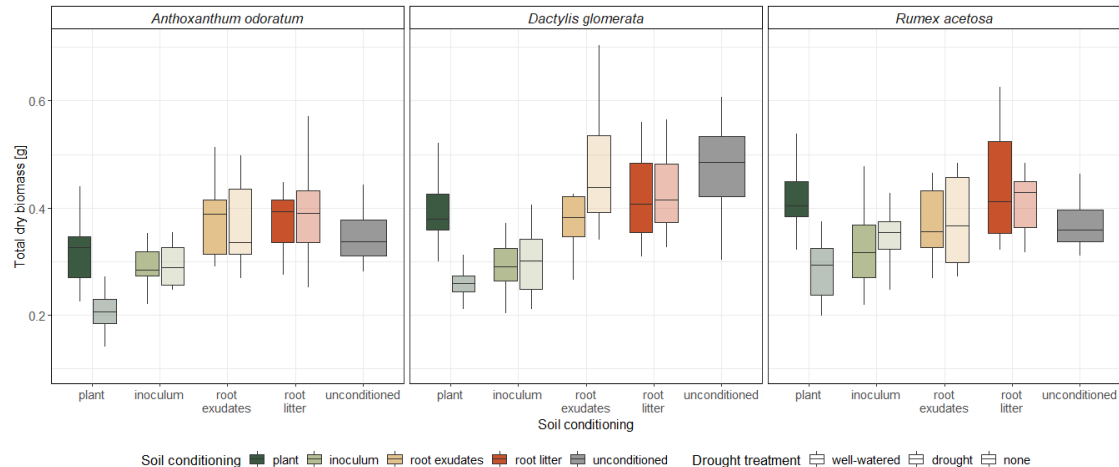 Anthoxanthum odoratum
Dactylis glomerata
Rumex acetosa
Total dry biomass [g]
0.6
0.4
0.2
plant
inoculum
root
exudates
root
litter
unconditioned
plant
inoculum
root
exudates
root
litter
unconditioned
plant
inoculum
root
exudates
root
litter
unconditioned
Soil conditioning
Soil conditioning plant inoculum root exudates root litter unconditioned Drought treatment well-watered drought none